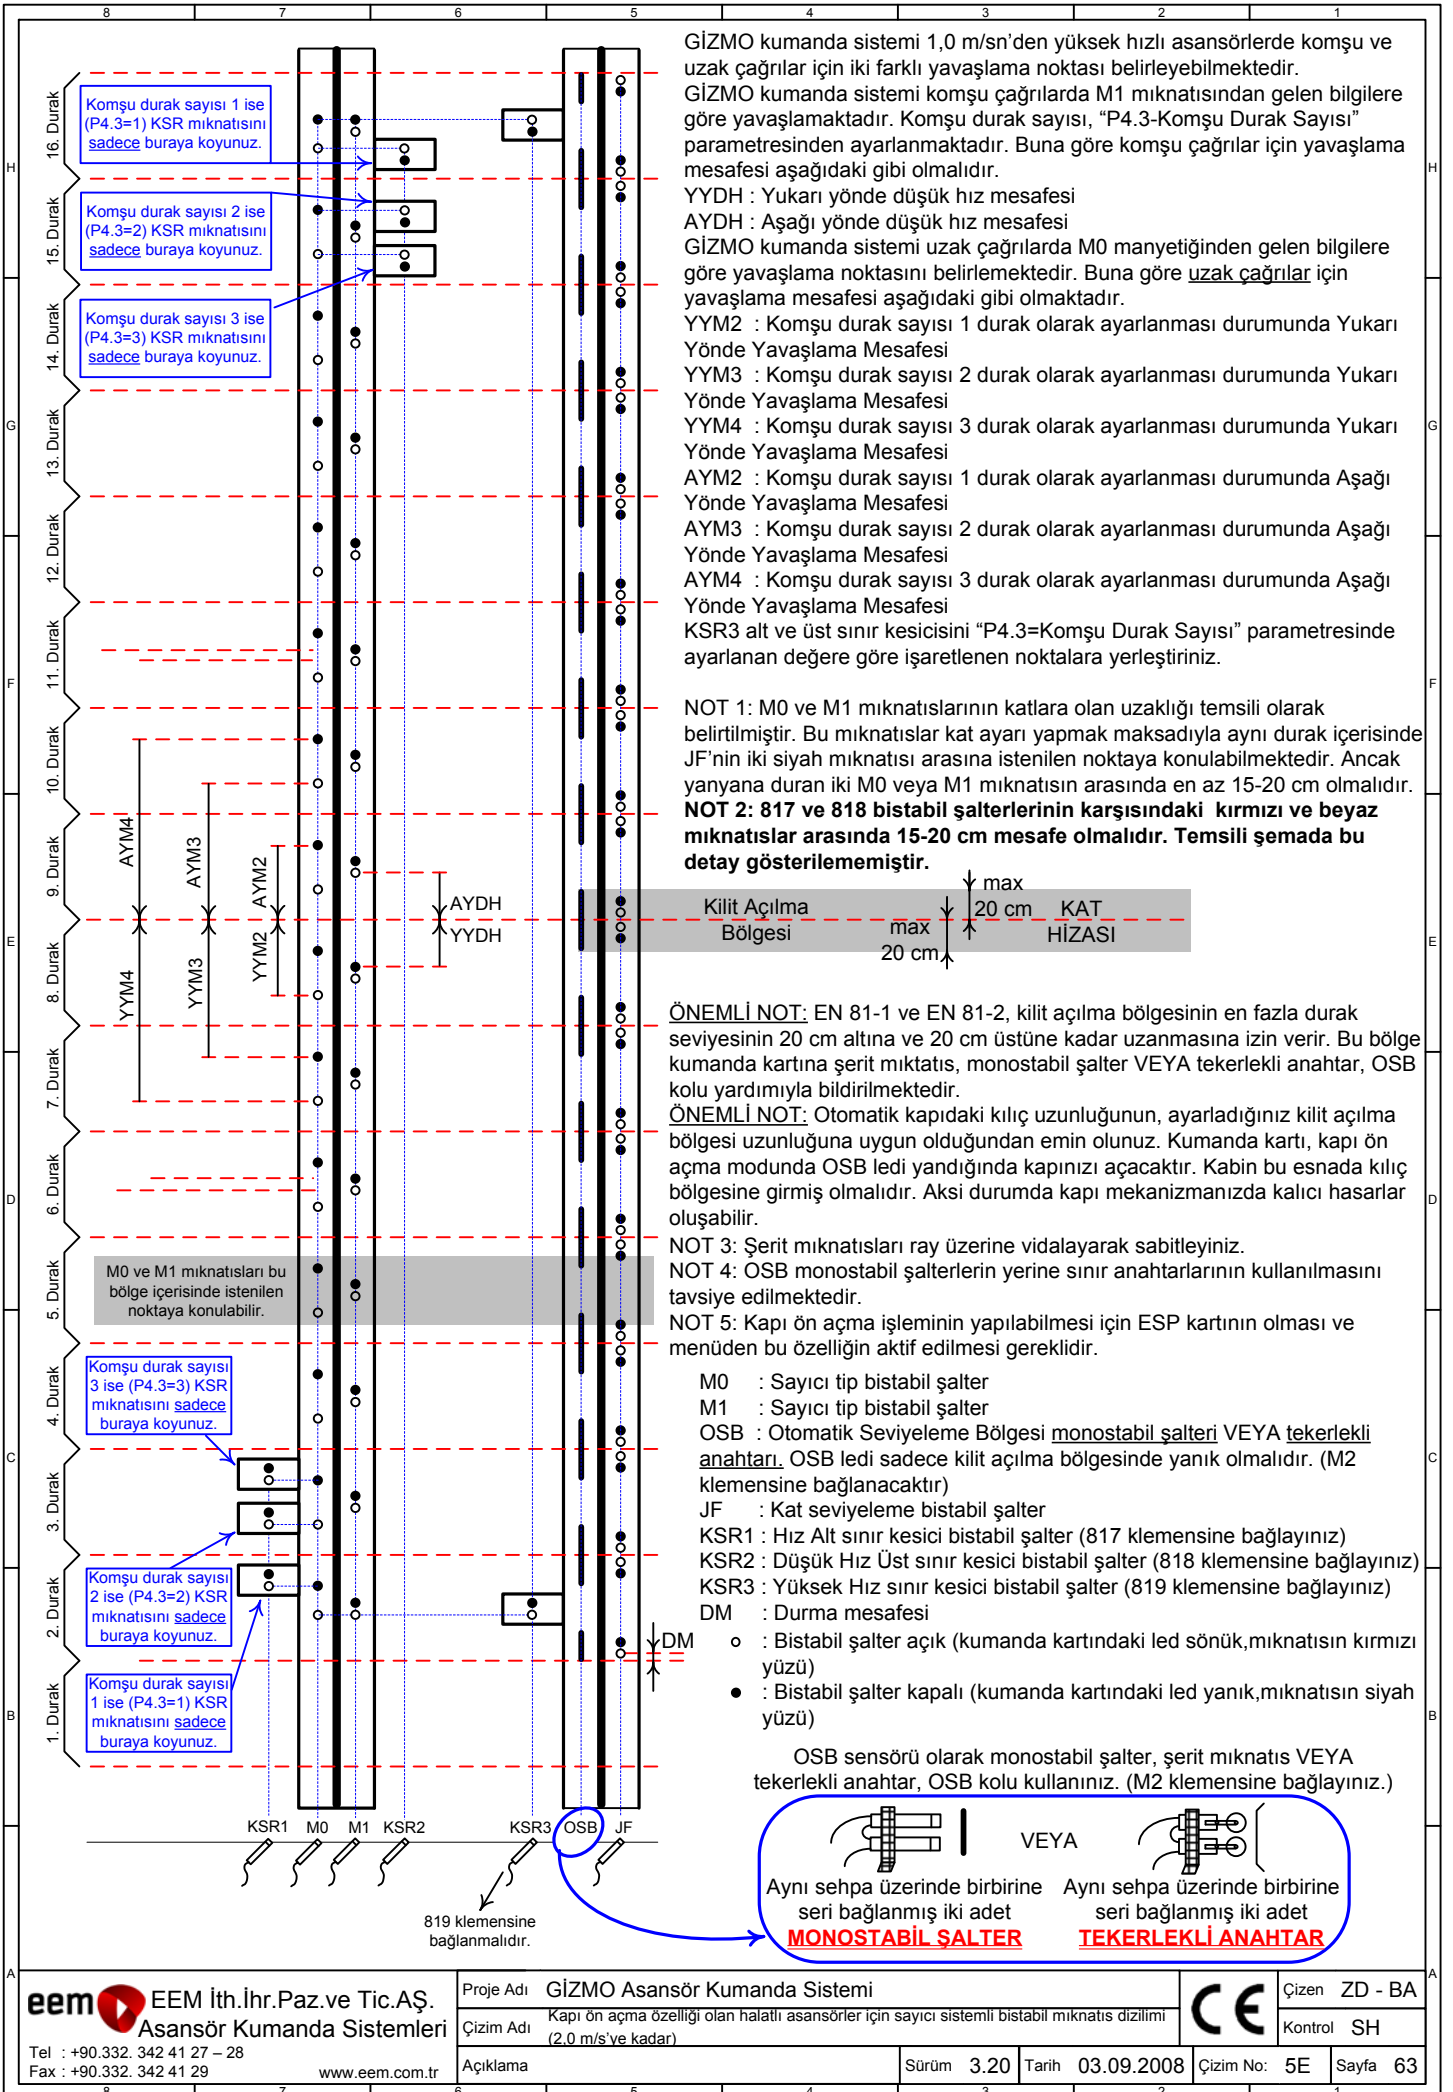 8 7 6 5 4 3 2 1
H
G
F
E
D
C
B
A
16. Durak
15. Durak
14. Durak
13. Durak
12. Durak
11. Durak
10. Durak
9. Durak
8. Durak
7. Durak
6. Durak
5. Durak
4. Durak
3. Durak
2. Durak
1. Durak
Komşu durak sayısı 1 ise
(P4.3=1) KSR mıknatısını
sadece buraya koyunuz.
Komşu durak sayısı 2 ise
(P4.3=2) KSR mıknatısını
sadece buraya koyunuz.
Komşu durak sayısı 3 ise
(P4.3=3) KSR mıknatısını
sadece buraya koyunuz.
AYM4
AYM3
AYM2
YYM4
YYM3
YYM2
AYDH
YYDH
M0 ve M1 mıknatısları bu
bölge içerisinde istenilen
noktaya konulabilir.
Komşu durak sayısı
3 ise (P4.3=3) KSR
mıknatısını sadece
buraya koyunuz.
Komşu durak sayısı
2 ise (P4.3=2) KSR
mıknatısını sadece
buraya koyunuz.
Komşu durak sayısı
1 ise (P4.3=1) KSR
mıknatısını sadece
buraya koyunuz.
DM
KSR1 M0 M1 KSR2 KSR3 OSB JF
819 klemensine
bağlanmalıdır.
GİZMO kumanda sistemi 1,0 m/sn’den yüksek hızlı asansörlerde komşu ve
uzak çağrılar için iki farklı yavaşlama noktası belirleyebilmektedir.
GİZMO kumanda sistemi komşu çağrılarda M1 mıknatısından gelen bilgilere
göre yavaşlamaktadır. Komşu durak sayısı, “P4.3-Komşu Durak Sayısı”
parametresinden ayarlanmaktadır. Buna göre komşu çağrılar için yavaşlama
mesafesi aşağıdaki gibi olmalıdır.
YYDH : Yukarı yönde düşük hız mesafesi
AYDH : Aşağı yönde düşük hız mesafesi
GİZMO kumanda sistemi uzak çağrılarda M0 manyetiğinden gelen bilgilere
göre yavaşlama noktasını belirlemektedir. Buna göre uzak çağrılar için
yavaşlama mesafesi aşağıdaki gibi olmaktadır.
YYM2 : Komşu durak sayısı 1 durak olarak ayarlanması durumunda Yukarı
Yönde Yavaşlama Mesafesi
YYM3 : Komşu durak sayısı 2 durak olarak ayarlanması durumunda Yukarı
Yönde Yavaşlama Mesafesi
YYM4 : Komşu durak sayısı 3 durak olarak ayarlanması durumunda Yukarı
Yönde Yavaşlama Mesafesi
AYM2 : Komşu durak sayısı 1 durak olarak ayarlanması durumunda Aşağı
Yönde Yavaşlama Mesafesi
AYM3 : Komşu durak sayısı 2 durak olarak ayarlanması durumunda Aşağı
Yönde Yavaşlama Mesafesi
AYM4 : Komşu durak sayısı 3 durak olarak ayarlanması durumunda Aşağı
Yönde Yavaşlama Mesafesi
KSR3 alt ve üst sınır kesicisini “P4.3=Komşu Durak Sayısı” parametresinde
ayarlanan değere göre işaretlenen noktalara yerleştiriniz.
NOT 1: M0 ve M1 mıknatıslarının katlara olan uzaklığı temsili olarak
belirtilmiştir. Bu mıknatıslar kat ayarı yapmak maksadıyla aynı durak içerisinde
JF’nin iki siyah mıknatısı arasına istenilen noktaya konulabilmektedir. Ancak
yanyana duran iki M0 veya M1 mıknatısın arasında en az 15-20 cm olmalıdır.
NOT 2: 817 ve 818 bistabil şalterlerinin karşısındaki kırmızı ve beyaz
mıknatıslar arasında 15-20 cm mesafe olmalıdır. Temsili şemada bu
detay gösterilememiştir.
Kilit Açılma
Bölgesi
max
20 cm
max
20 cm
KAT
HİZASI
ÖNEMLİ NOT: EN 81-1 ve EN 81-2, kilit açılma bölgesinin en fazla durak
seviyesinin 20 cm altına ve 20 cm üstüne kadar uzanmasına izin verir. Bu bölge
kumanda kartına şerit mıktatıs, monostabil şalter VEYA tekerlekli anahtar, OSB
kolu yardımıyla bildirilmektedir.
ÖNEMLİ NOT: Otomatik kapıdaki kılıç uzunluğunun, ayarladığınız kilit açılma
bölgesi uzunluğuna uygun olduğundan emin olunuz. Kumanda kartı, kapı ön
açma modunda OSB ledi yandığında kapınızı açacaktır. Kabin bu esnada kılıç
bölgesine girmiş olmalıdır. Aksi durumda kapı mekanizmanızda kalıcı hasarlar
oluşabilir.
NOT 3: Şerit mıknatısları ray üzerine vidalayarak sabitleyiniz.
NOT 4: OSB monostabil şalterlerin yerine sınır anahtarlarının kullanılmasını
tavsiye edilmektedir.
NOT 5: Kapı ön açma işleminin yapılabilmesi için ESP kartının olması ve
menüden bu özelliğin aktif edilmesi gereklidir.
M0 : Sayıcı tip bistabil şalter
M1 : Sayıcı tip bistabil şalter
OSB : Otomatik Seviyeleme Bölgesi monostabil şalteri VEYA tekerlekli
anahtarı. OSB ledi sadece kilit açılma bölgesinde yanık olmalıdır. (M2
klemensine bağlanacaktır)
JF : Kat seviyeleme bistabil şalter
KSR1 : Hız Alt sınır kesici bistabil şalter (817 klemensine bağlayınız)
KSR2 : Düşük Hız Üst sınır kesici bistabil şalter (818 klemensine bağlayınız)
KSR3 : Yüksek Hız sınır kesici bistabil şalter (819 klemensine bağlayınız)
DM : Durma mesafesi
: Bistabil şalter açık (kumanda kartındaki led sönük,mıknatısın kırmızı
yüzü)
: Bistabil şalter kapalı (kumanda kartındaki led yanık,mıknatısın siyah
yüzü)
OSB sensörü olarak monostabil şalter, şerit mıknatıs VEYA
tekerlekli anahtar, OSB kolu kullanınız. (M2 klemensine bağlayınız.)
VEYA
Aynı sehpa üzerinde birbirine
seri bağlanmış iki adet
MONOSTABİL ŞALTER
Aynı sehpa üzerinde birbirine
seri bağlanmış iki adet
TEKERLEKLİ ANAHTAR
eem
EEM İth.İhr.Paz.ve Tic.AŞ.
Asansör Kumanda Sistemleri
Tel : +90.332. 342 41 27 – 28
Fax : +90.332. 342 41 29 www.eem.com.tr
Proje Adı GİZMO Asansör Kumanda Sistemi
Çizim Adı Kapı ön açma özelliği olan halatlı asansörler için sayıcı sistemli bistabil mıknatıs dizilimi
(2,0 m/s’ye kadar)
Açıklama
Sürüm 3.20 Tarih 03.09.2008
CE
Çizen ZD - BA
Kontrol SH
Çizim No: 5E Sayfa 63
8 7 6 5 4 3 2 1